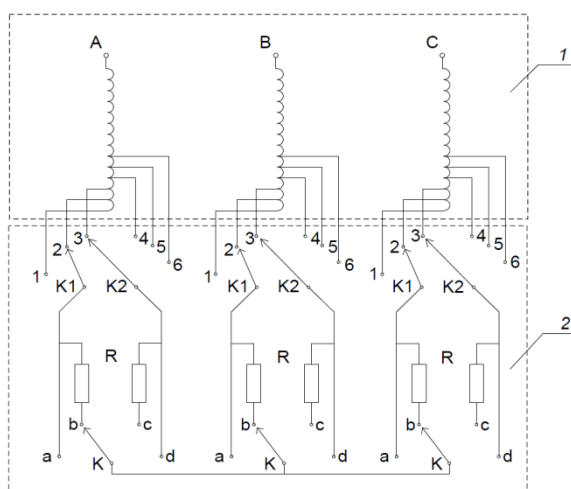 A B C 1
3 4 3 4 3 4
2 5 2 5 2 5
1 6 1 6 1 6
K1 K2 K1 K2 K1 K2
2
R R R
b c b c b c
a K d a K d a K d